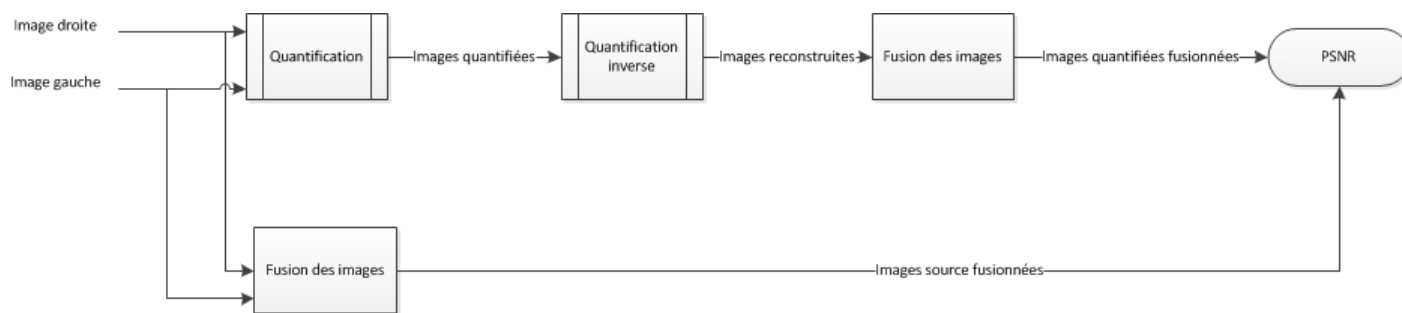 Image droite
Image gauche
Quantification
Images quantifiées
Quantification
inverse
Images reconstruites
Fusion des images
Images quantifiées fusionnées
PSNR
Fusion des images
Images source fusionnées